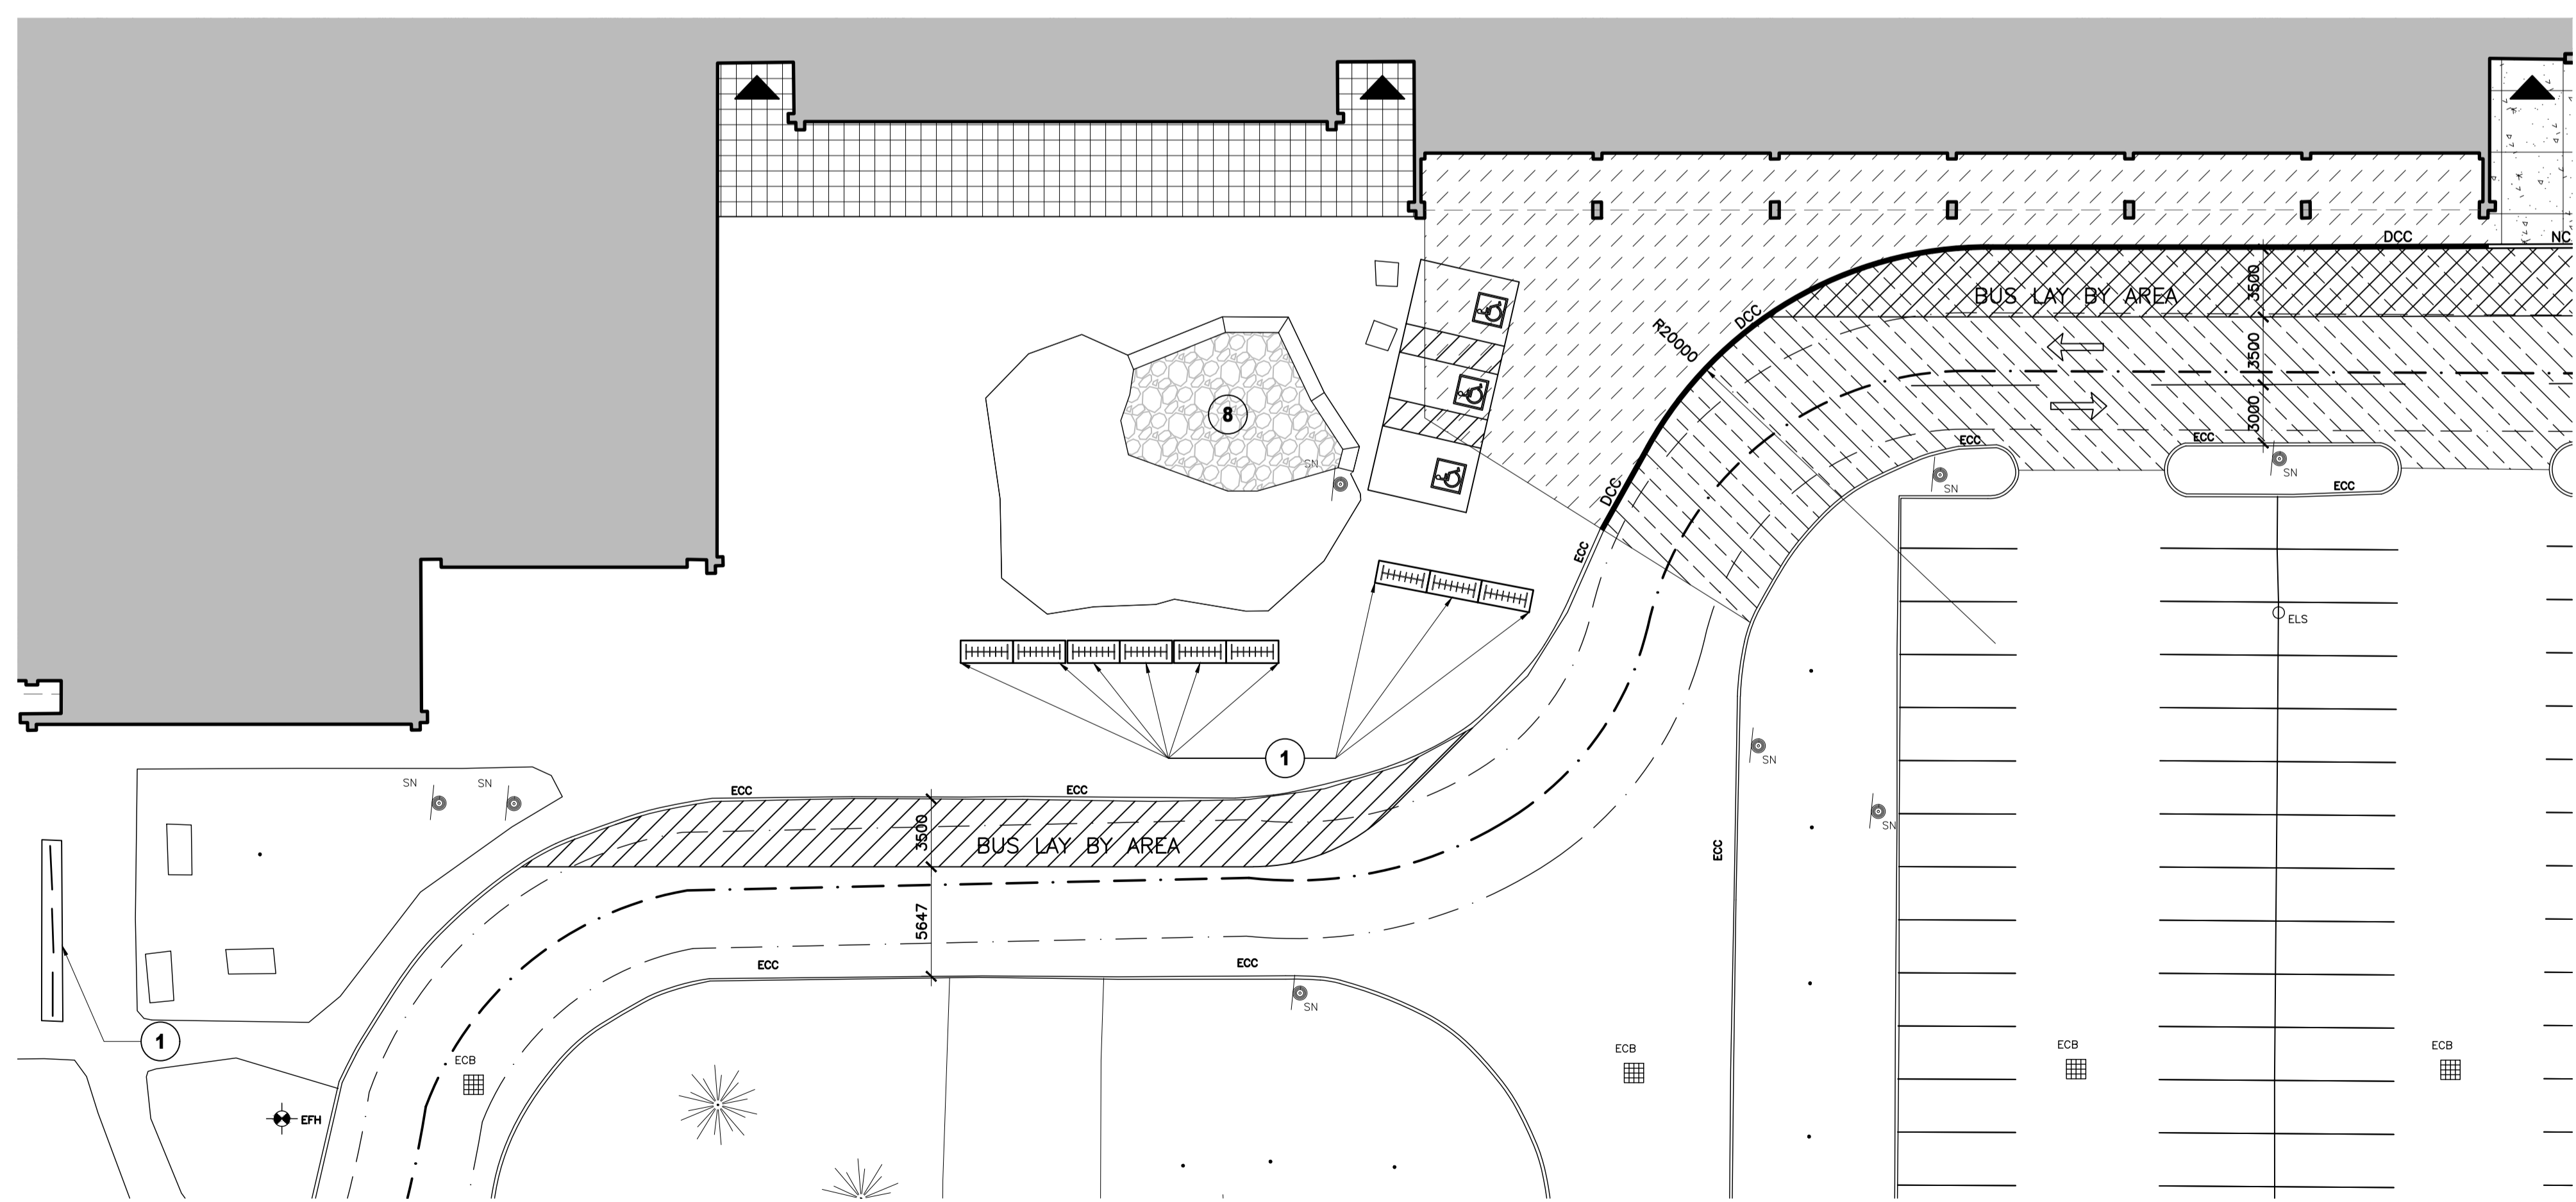 DCC
NC
BUS LAY BY AREA
3500
DCC
R20000
3500
3000
8
SN
ECC
ECC
SN
SN
ECC
DCC
ECC
ELS
1
SN
SN
SN
SN
ECC
ECC
3500
BUS LAY BY AREA
ECC
5647
ECC
ECC
SN
1
ECB
ECB
ECB
ECB
EFH